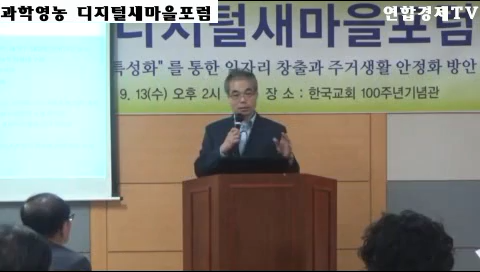 과학영농 디지털새마을포럼
연합경제TV
디지털새마을포럼
특성화" 를 통한 일자리 창출과 주거생활 안정화 방안
9. 13(수) 오후 2시
장 소 : 한국교회 100주년기념관